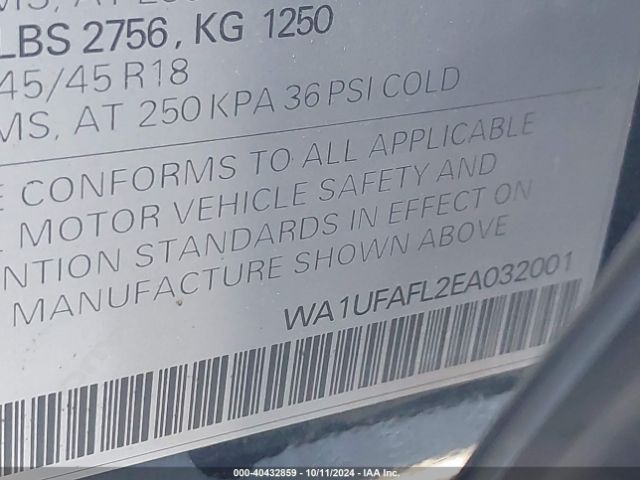 LBS 2756, KG 1250
45/45 R18
MS, AT 250 KPA 36 PSI COLD
E CONFORMS TO ALL APPLICABLE
L MOTOR VEHICLE SAFETY AND
NTION STANDARDS IN EFFECT ON
MANUFACTURE SHOWN ABOVE
WA1UFAFL2EA032001
000-40432859 - 10/11/2024 - IAA Inc.